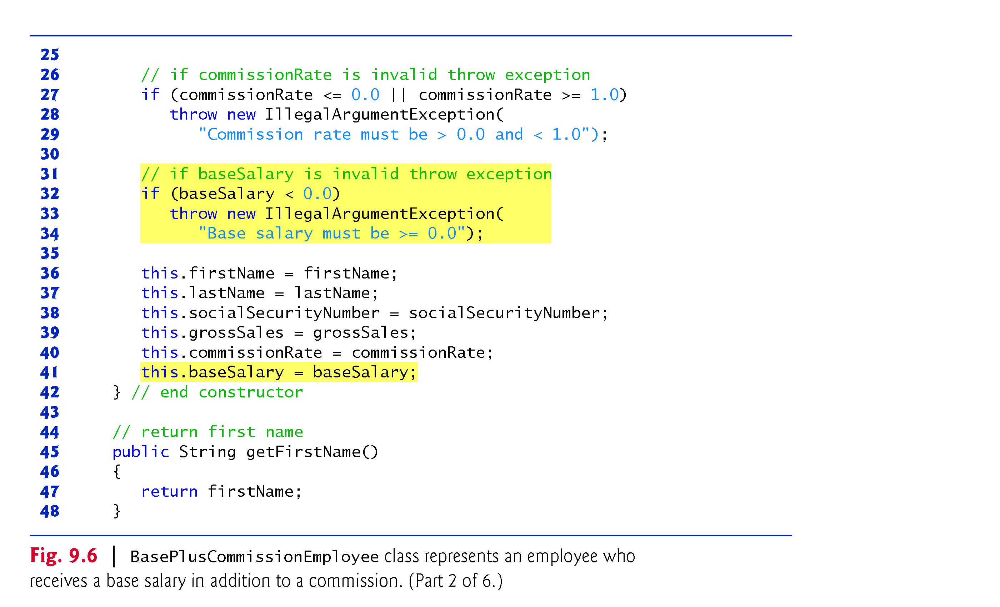 25
26 // if commissionRate is invalid throw exception
27 if (commissionRate <= 0.0 || commissionRate >= 1.0)
28 throw new IllegalArgumentException(
29 "Commission rate must be > 0.0 and < 1.0");
30
31 // if baseSalary is invalid throw exception
32 if (baseSalary < 0.0)
33 throw new IllegalArgumentException(
34 "Base salary must be >= 0.0");
35
36 this.firstName = firstName;
37 this.lastName = lastName;
38 this.socialSecurityNumber = socialSecurityNumber;
39 this.grossSales = grossSales;
40 this.commissionRate = commissionRate;
41 this.baseSalary = baseSalary;
42 } // end constructor
43
44 // return first name
45 public String getFirstName()
46 {
47 return firstName;
48 }
Fig. 9.6 | BasePlusCommissionEmployee class represents an employee who
receives a base salary in addition to a commission. (Part 2 of 6.)